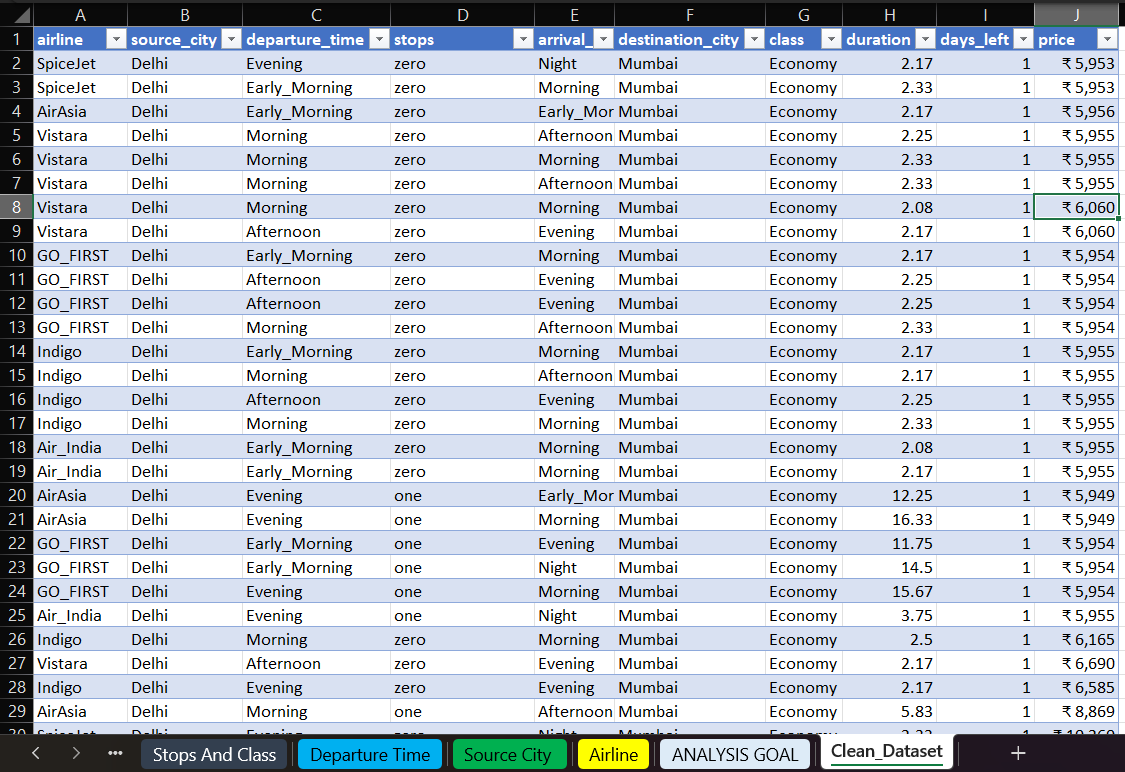 A B C D E F G H I J
1 airline source_city departure_time stops arrival_ destination_city class duration days_left price
2 SpiceJet Delhi Evening zero Night Mumbai Economy 2.17 1 ₹ 5,953
3 SpiceJet Delhi Early_Morning zero Morning Mumbai Economy 2.33 1 ₹ 5,953
4 AirAsia Delhi Early_Morning zero Early_Mor Mumbai Economy 2.17 1 ₹ 5,956
5 Vistara Delhi Morning zero Afternoon Mumbai Economy 2.25 1 ₹ 5,955
6 Vistara Delhi Morning zero Morning Mumbai Economy 2.33 1 ₹ 5,955
7 Vistara Delhi Morning zero Afternoon Mumbai Economy 2.33 1 ₹ 5,955
8 Vistara Delhi Morning zero Morning Mumbai Economy 2.08 1 ₹ 6,060
9 Vistara Delhi Afternoon zero Evening Mumbai Economy 2.17 1 ₹ 6,060
10 GO_FIRST Delhi Early_Morning zero Morning Mumbai Economy 2.17 1 ₹ 5,954
11 GO_FIRST Delhi Afternoon zero Evening Mumbai Economy 2.25 1 ₹ 5,954
12 GO_FIRST Delhi Afternoon zero Evening Mumbai Economy 2.25 1 ₹ 5,954
13 GO_FIRST Delhi Morning zero Afternoon Mumbai Economy 2.33 1 ₹ 5,954
14 Indigo Delhi Early_Morning zero Morning Mumbai Economy 2.17 1 ₹ 5,955
15 Indigo Delhi Morning zero Afternoon Mumbai Economy 2.17 1 ₹ 5,955
16 Indigo Delhi Afternoon zero Evening Mumbai Economy 2.25 1 ₹ 5,955
17 Indigo Delhi Morning zero Morning Mumbai Economy 2.33 1 ₹ 5,955
18 Air_India Delhi Early_Morning zero Morning Mumbai Economy 2.08 1 ₹ 5,955
19 Air_India Delhi Early_Morning zero Morning Mumbai Economy 2.17 1 ₹ 5,955
20 AirAsia Delhi Evening one Early_Mor Mumbai Economy 12.25 1 ₹ 5,949
21 AirAsia Delhi Evening one Morning Mumbai Economy 16.33 1 ₹ 5,949
22 GO_FIRST Delhi Early_Morning one Evening Mumbai Economy 11.75 1 ₹ 5,954
23 GO_FIRST Delhi Early_Morning one Night Mumbai Economy 14.5 1 ₹ 5,954
24 GO_FIRST Delhi Evening one Morning Mumbai Economy 15.67 1 ₹ 5,954
25 Air_India Delhi Evening one Night Mumbai Economy 3.75 1 ₹ 5,955
26 Indigo Delhi Morning zero Morning Mumbai Economy 2.5 1 ₹ 6,165
27 Vistara Delhi Afternoon zero Evening Mumbai Economy 2.17 1 ₹ 6,690
28 Indigo Delhi Evening zero Evening Mumbai Economy 2.17 1 ₹ 6,585
29 AirAsia Delhi Morning one Afternoon Mumbai Economy 5.83 1 ₹ 8,869
Stops And Class Departure Time Source City Airline ANALYSIS GOAL Clean_Dataset